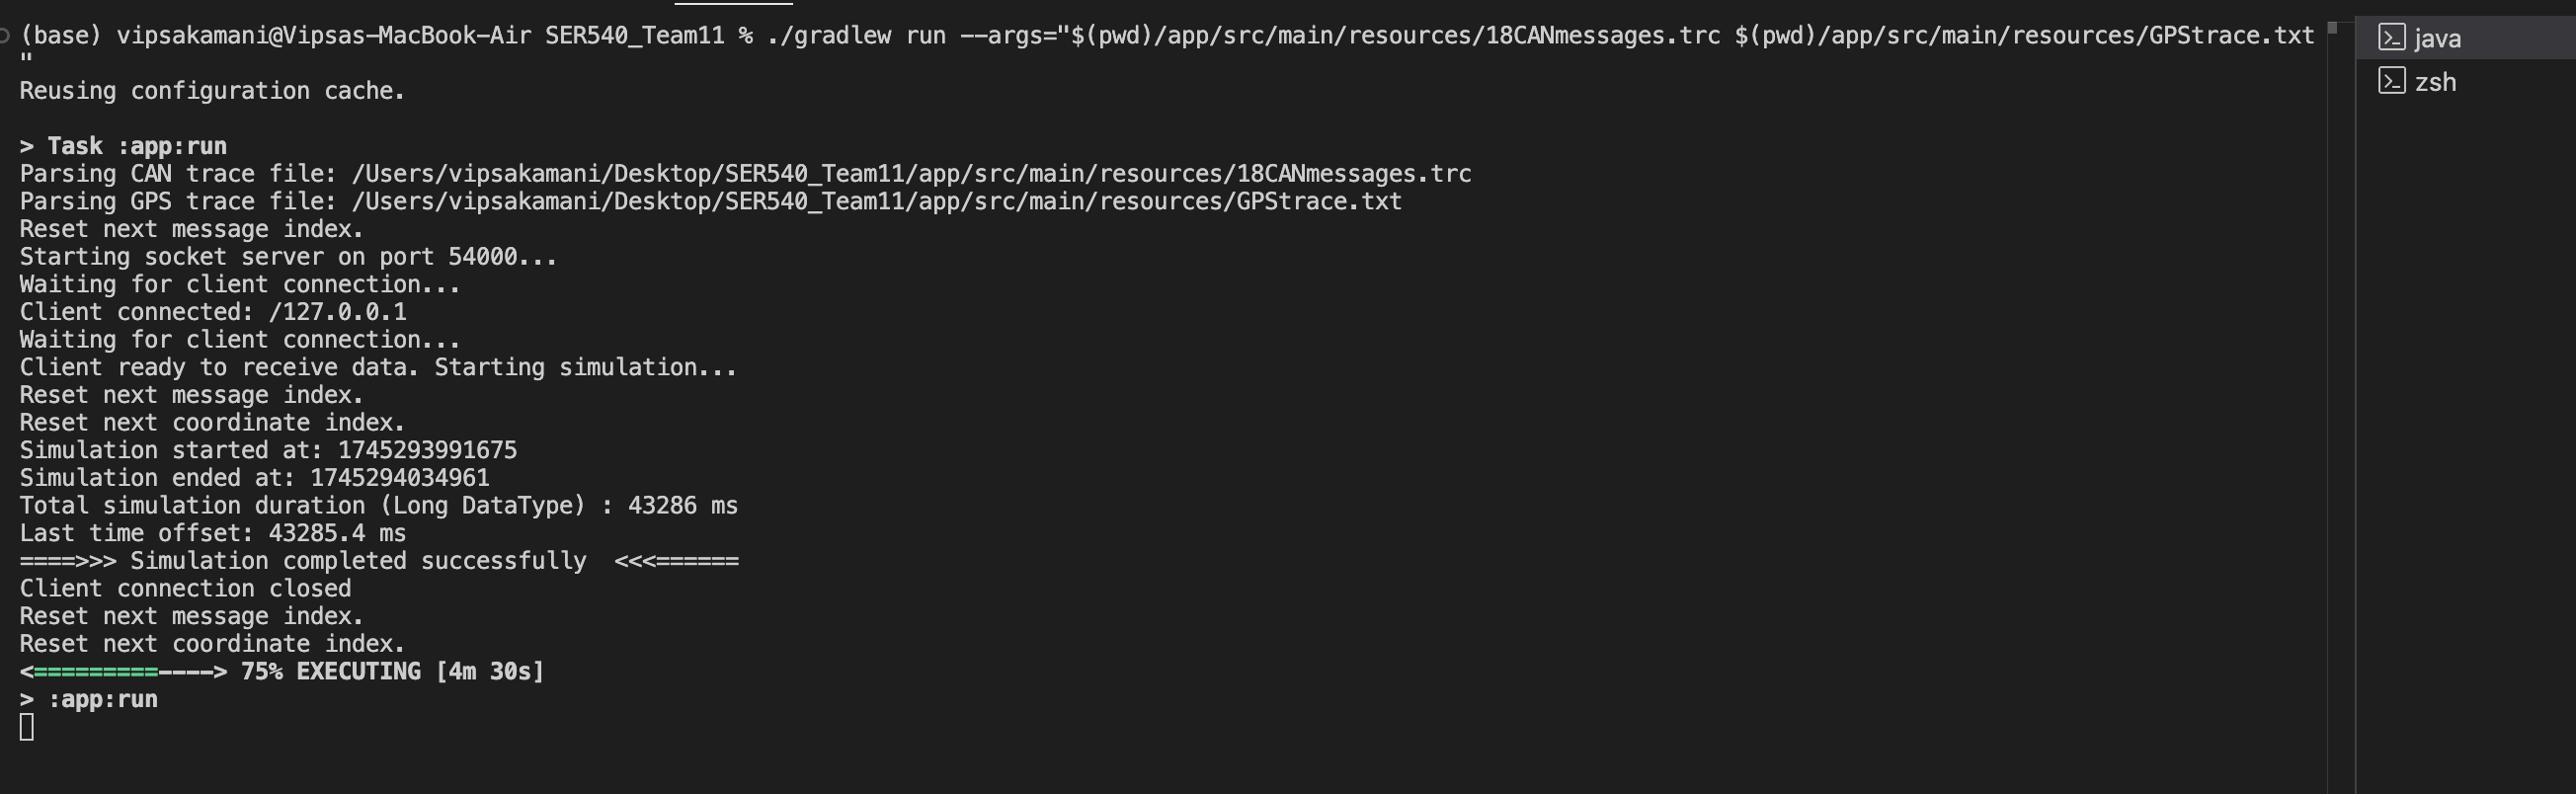 (base) vipsakamani@Vipsas-MacBook-Air SER540_Team11 % ./gradlew run --args="$(pwd)/app/src/main/resources/18CANmessages.trc $(pwd)/app/src/main/resources/GPStrace.txt
"
Reusing configuration cache.
> Task :app:run
Parsing CAN trace file: /Users/vipsakamani/Desktop/SER540_Team11/app/src/main/resources/18CANmessages.trc
Parsing GPS trace file: /Users/vipsakamani/Desktop/SER540_Team11/app/src/main/resources/GPStrace.txt
Reset next message index.
Starting socket server on port 54000...
Waiting for client connection...
Client connected: /127.0.0.1
Waiting for client connection...
Client ready to receive data. Starting simulation...
Reset next message index.
Reset next coordinate index.
Simulation started at: 1745293991675
Simulation ended at: 1745294034961
Total simulation duration (Long DataType) : 43286 ms
Last time offset: 43285.4 ms
====>>> Simulation completed successfully  <<<======
Client connection closed
Reset next message index.
Reset next coordinate index.
<=========----> 75% EXECUTING [4m 30s]
> :app:run
java
zsh